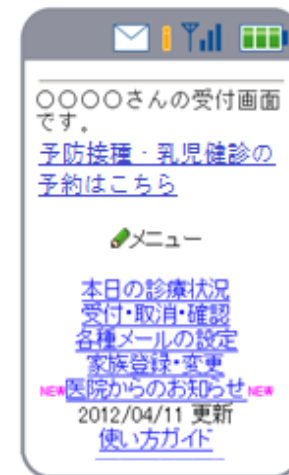 〇〇〇〇さんの受付画面
です。
予防接種・乳児健診の
予約はこちら
メニュー
本日の診療状況
受付・取消・確認
各種メールの設定
家族登録・変更
NEW医院からのお知らせNEW
2012/04/11 更新
使い方ガイド